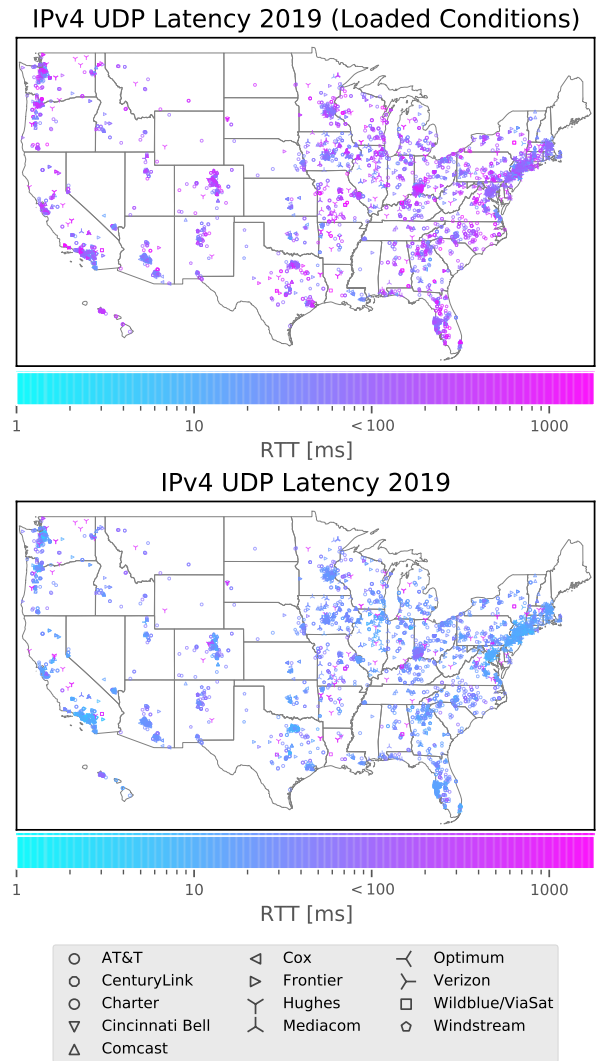 IPv4 UDP Latency 2019 (Loaded Conditions)
1 10 <100 1000
RTT [ms]
IPv4 UDP Latency 2019
1 10 <100 1000
RTT [ms]
AT&T Cox Optimum
CenturyLink Frontier Verizon
Charter Hughes Wildblue/ViaSat
Cincinnati Bell Mediacom Windstream
Comcast